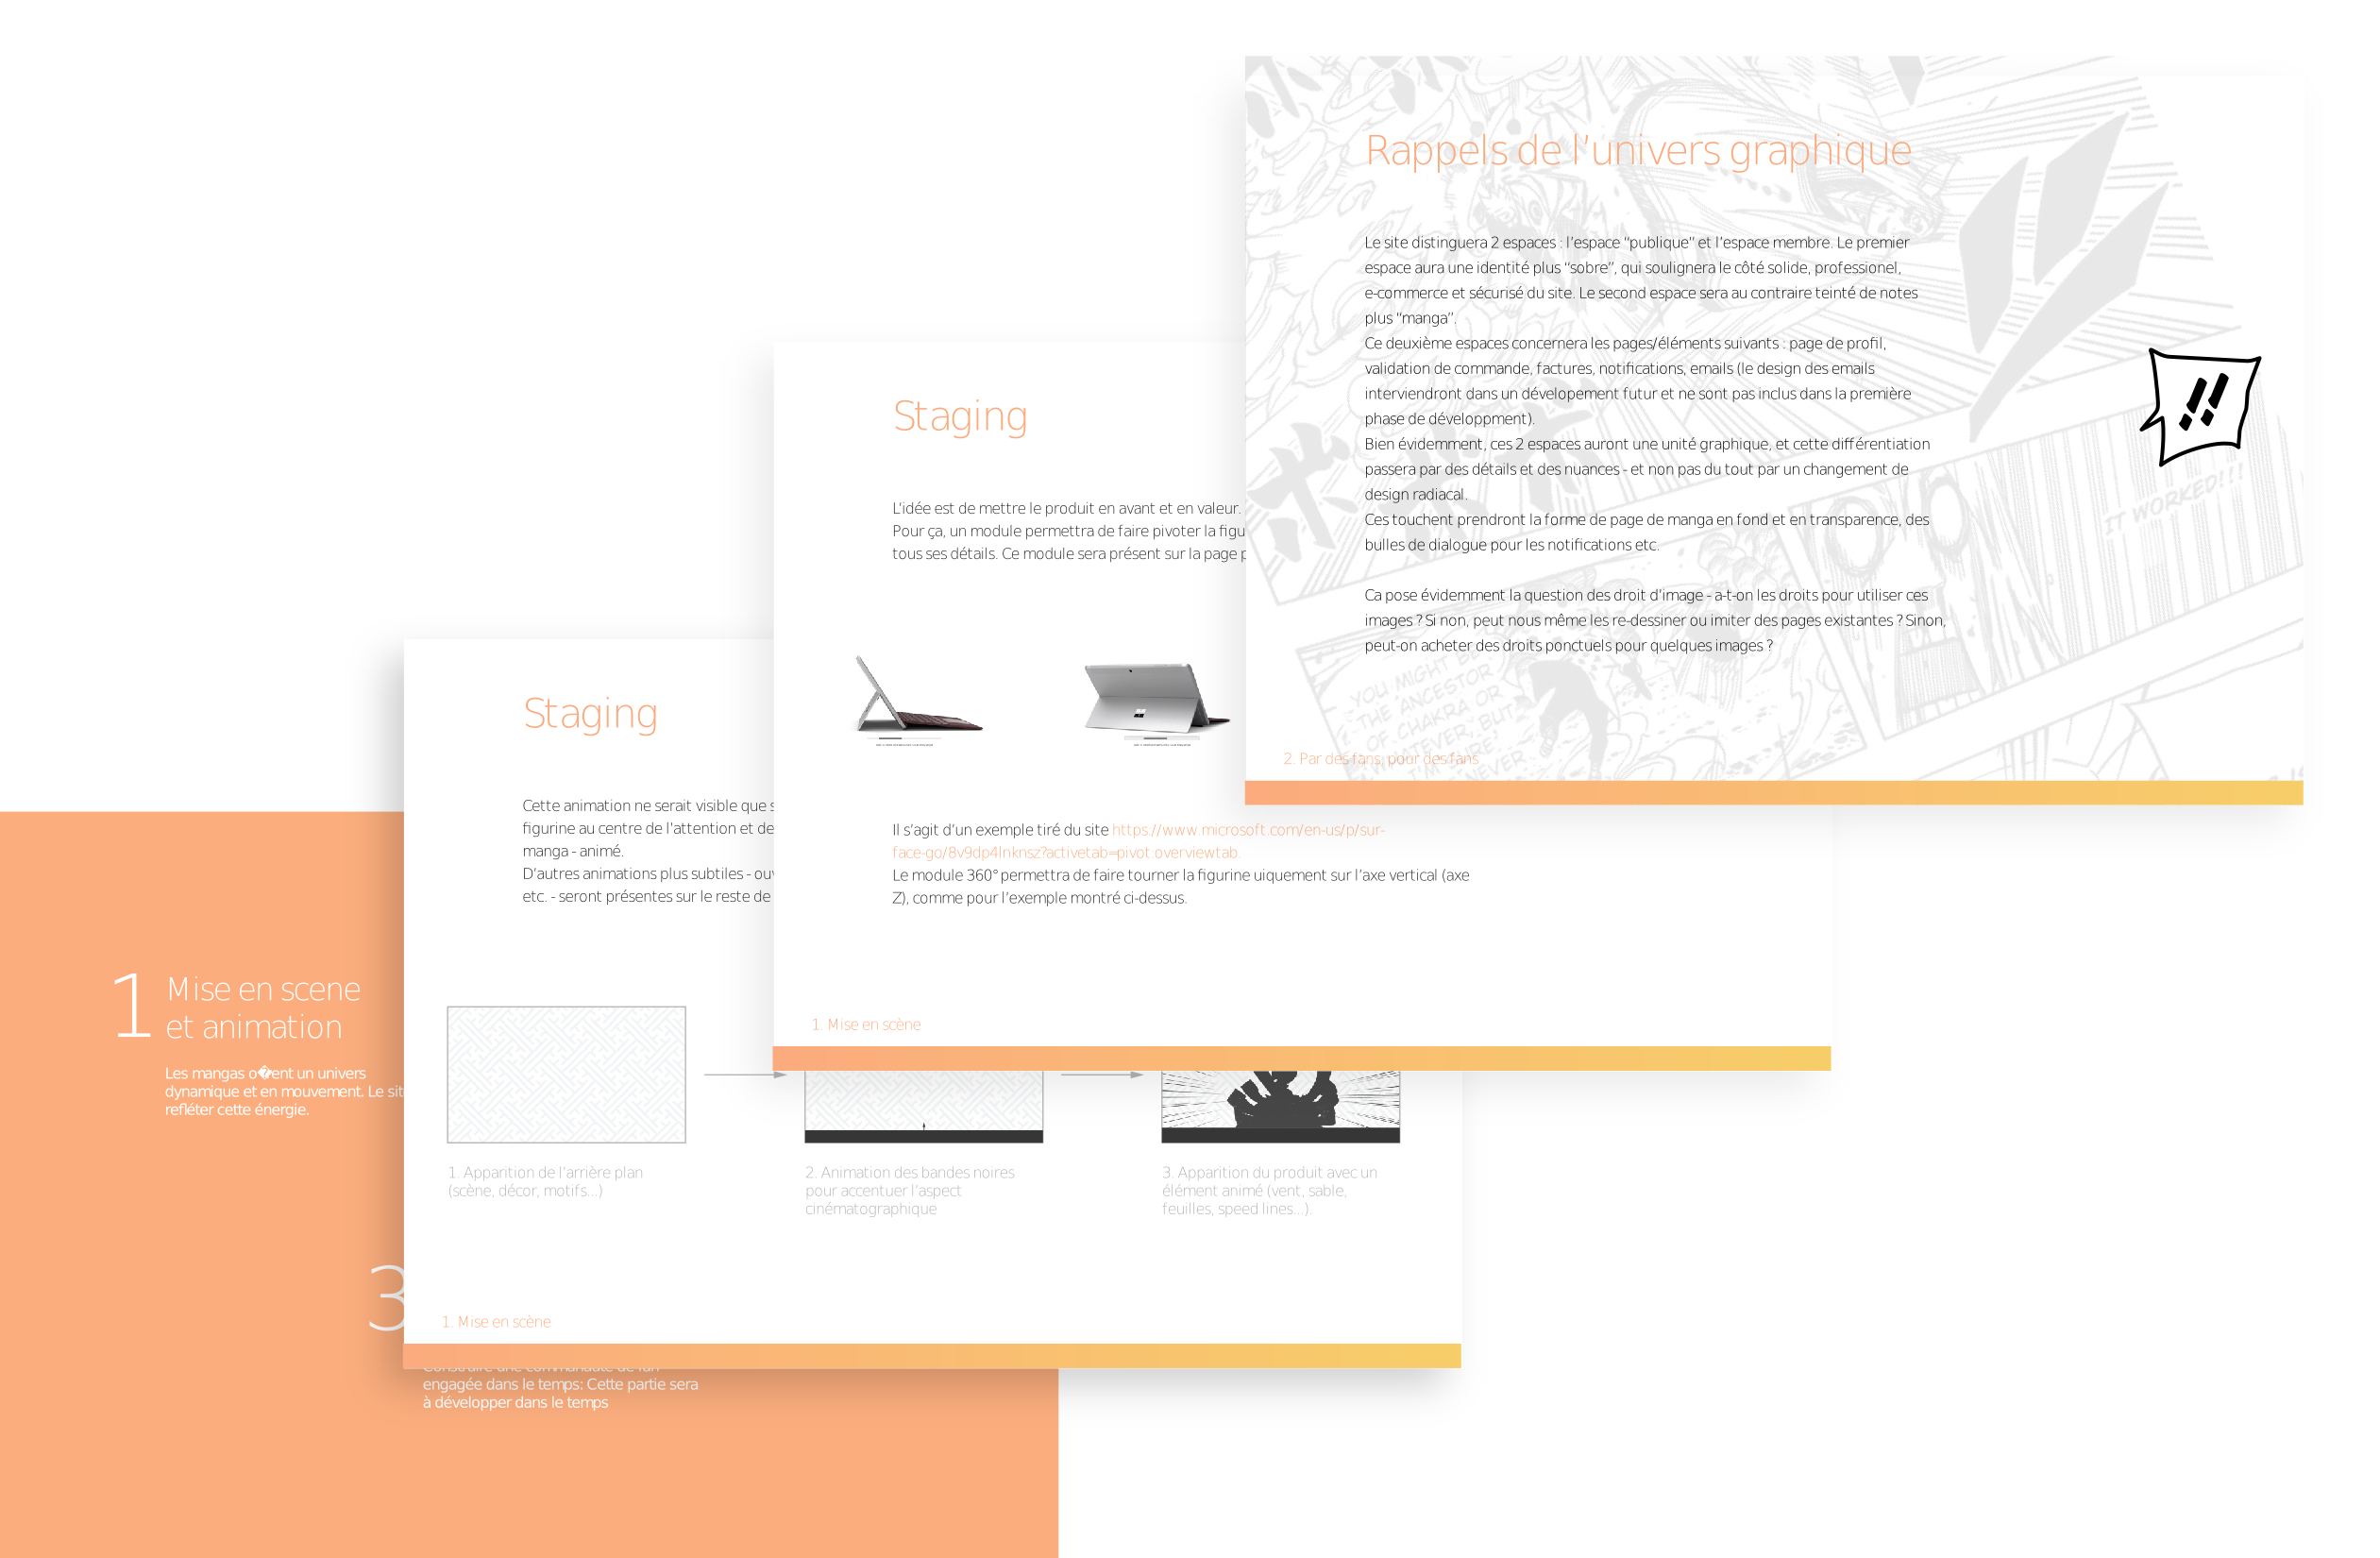 Rappels de l'univers graphique
Le site distinguera 2 espaces : l'espace "publique" et l'espace membre. Le premier
espace aura une identité plus "sobre", qui soulignera le côté solide, professionel,
e-commerce et sécurisé du site. Le second espace sera au contraire teinté de notes
plus "manga".
Ce deuxième espaces concernera les pages/éléments suivants : page de profil,
validation de commande, factures, notifications, emails (le design des emails
interviendront dans un dévelopement futur et ne sont pas inclus dans la première
phase de développment).
Bien évidemment, ces 2 espaces auront une unité graphique, et cette différentiation
passera par des détails et des nuances - et non pas du tout par un changement de
design radiacal.
Ces touchent prendront la forme de page de manga en fond et en transparence, des
bulles de dialogue pour les notifications etc.
Ca pose évidemment la question des droit d'image - a-t-on les droits pour utiliser ces
images ? Si non, peut nous même les re-dessiner ou imiter des pages existantes ? Sinon,
peut-on acheter des droits ponctuels pour quelques images ?
!!
IT WORKED!!!
YOU MIGHT BE
THE ANCESTOR
OF CHAKRA OR
2. Par des fans, pour des fans
Staging
L'idée est de mettre le produit en avant et en valeur.
Pour ça, un module permettra de faire pivoter la figu
tous ses détails. Ce module sera présent sur la page p
Il s'agit d'un exemple tiré du site https://www.microsoft.com/en-us/p/sur-
face-go/8v9dp4lnknsz?activetab=pivot:overviewtab.
Le module 360° permettra de faire tourner la figurine uiquement sur l'axe vertical (axe
Z), comme pour l'exemple montré ci-dessus.
1. Mise en scène
Staging
Cette animation ne serait visible que s
figurine au centre de l'attention et de
manga - animé.
D'autres animations plus subtiles - ouv
etc. - seront présentes sur le reste de
1. Apparition de l'arrière plan
(scène, décor, motifs...)
2. Animation des bandes noires
pour accentuer l'aspect
cinématographique
3. Apparition du produit avec un
élément animé (vent, sable,
feuilles, speed lines...).
1. Mise en scène
1 Mise en scene
et animation
Les mangas o�ent un univers
dynamique et en mouvement. Le sit
refléter cette énergie.
3
engagée dans le temps: Cette partie sera
à développer dans le temps